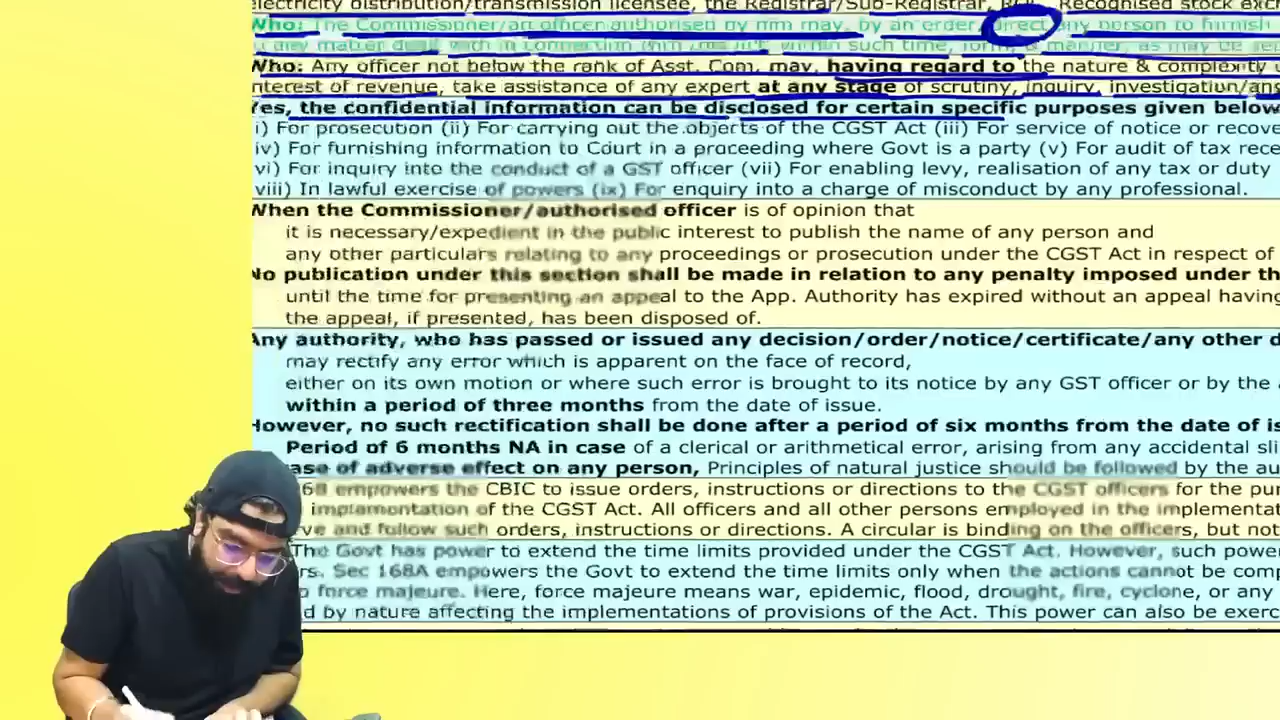 electricity distribution/transmission licensee, the Registrar/Sub-Registrar, Recognised stock exc
Who: The Commissioner/an officer authorised by him may, by an order, direct any person to furnish
within such time, form, & manner, as may be
Who: Any officer not below the rank of Asst. Com, may, having regard to the nature & complexity
nterest of revenue, take assistance of any expert at any stage of scrutiny, inquiry, investigation/any
Yes, the confidential information can be disclosed for certain specific purposes given below
i) For prosecution (ii) For carrying out the objects of the CGST Act (iii) For service of notice or recove
iv) For furnishing information to Court in a proceeding where Govt is a party (v) For audit of tax rece
vi) For inquiry into the conduct of a GST officer (vii) For enabling levy, realisation of any tax or duty
viii) In lawful exercise of powers (ix) For enquiry into a charge of misconduct by any professional.
When the Commissioner/authorised officer is of opinion that
it is necessary/expedient in the public interest to publish the name of any person and
any other particulars relating to any proceedings or prosecution under the CGST Act in respect of
No publication under this section shall be made in relation to any penalty imposed under th
until the time for presenting an appeal to the App. Authority has expired without an appeal having
the appeal, if presented, has been disposed of.
Any authority, who has passed or issued any decision/order/notice/certificate/any other d
may rectify any error which is apparent on the face of record,
either on its own motion or where such error is brought to its notice by any GST officer or by the
within a period of three months from the date of issue.
However, no such rectification shall be done after a period of six months from the date of is
Period of 6 months NA in case of a clerical or arithmetical error, arising from any accidental sli
ase of adverse effect on any person, Principles of natural justice should be followed by the au
68 empowers the CBIC to issue orders, instructions or directions to the CGST officers for the pu
implementation of the CGST Act. All officers and all other persons employed in the implementat
ve and follow such orders, instructions or directions. A circular is binding on the officers, but not
The Govt has power to extend the time limits provided under the CGST Act. However, such power
rs. Sec 168A empowers the Govt to extend the time limits only when the actions cannot be comp
o force majeure. Here, force majeure means war, epidemic, flood, drought, fire, cyclone, or any
d by nature affecting the implementations of provisions of the Act. This power can also be exerc